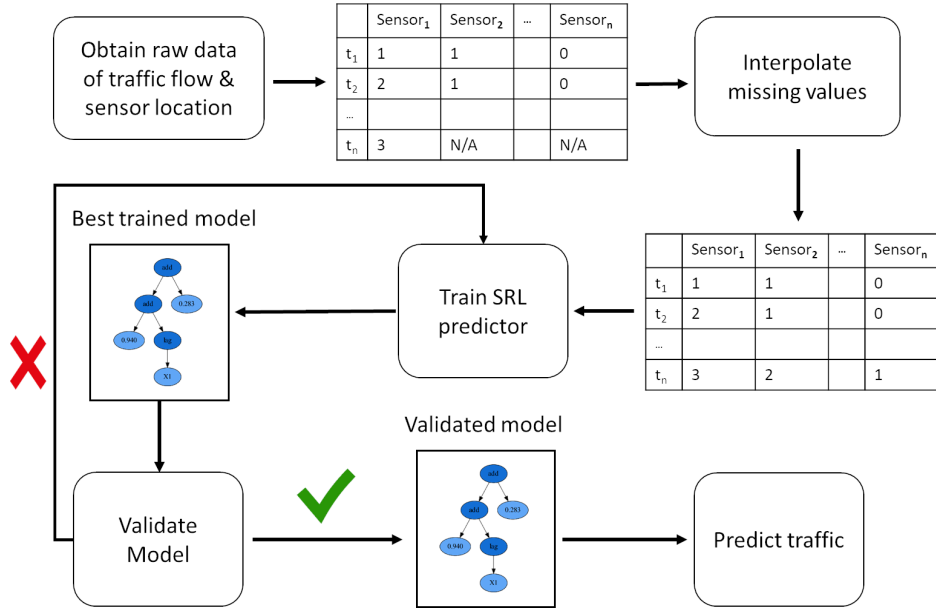 Obtain raw data
of traffic flow &
sensor location
Sensor1 Sensor2 ... Sensorn
t1 1 1 0
t2 2 1 0
...
tn 3 N/A N/A
Interpolate
missing values
Sensor1 Sensor2 ... Sensorn
t1 1 1 0
t2 2 1 0
...
tn 3 2 1
Train SRL
predictor
Best trained model
add
add 0.283
0.940 log
X1
Validate
Model
Validated model
add
add 0.283
0.940 log
X1
Predict traffic